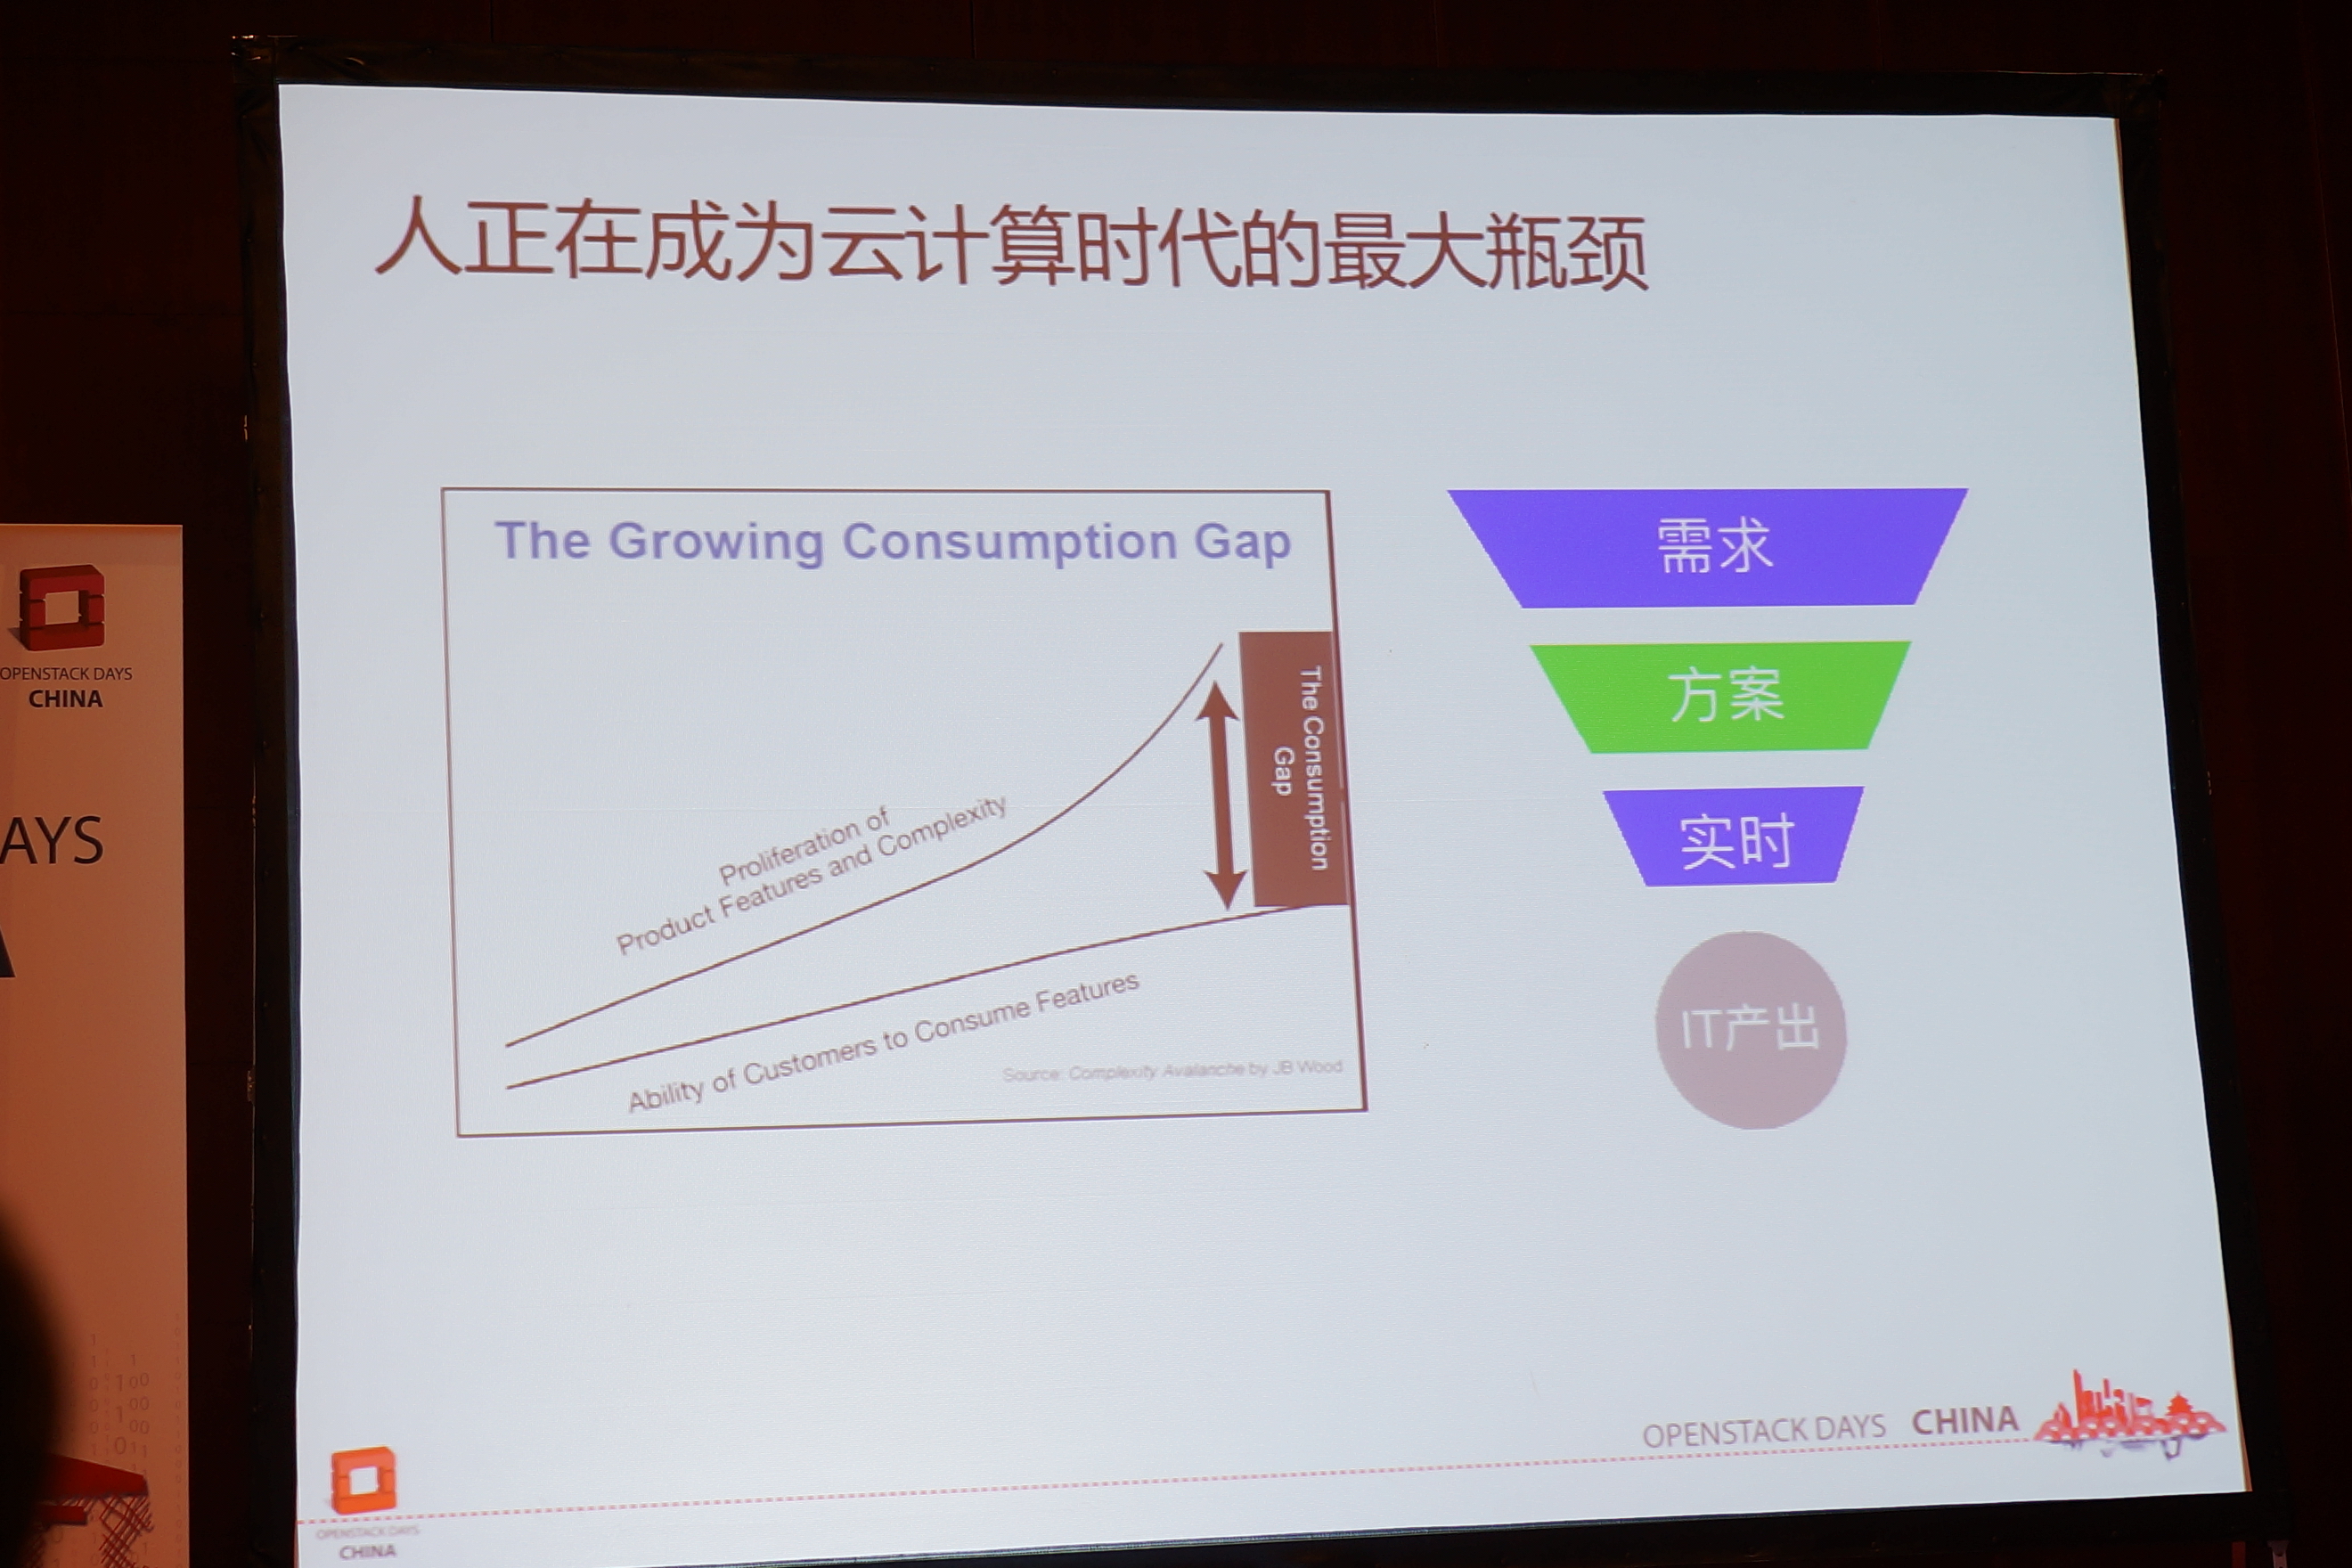 人正在成为云计算时代的最大瓶颈
The Growing Consumption Gap
Proliferation of
Product Features and Complexity
The Consumption
Gap
Ability of Customers to Consume Features
Source: Complexity Avalanche by JB Wood
需求
方案
实时
IT产出
OPENSTACK DAYS CHINA
OPENSTACK DAYS
CHINA
OPENSTACK DAYS
CHINA
AYS